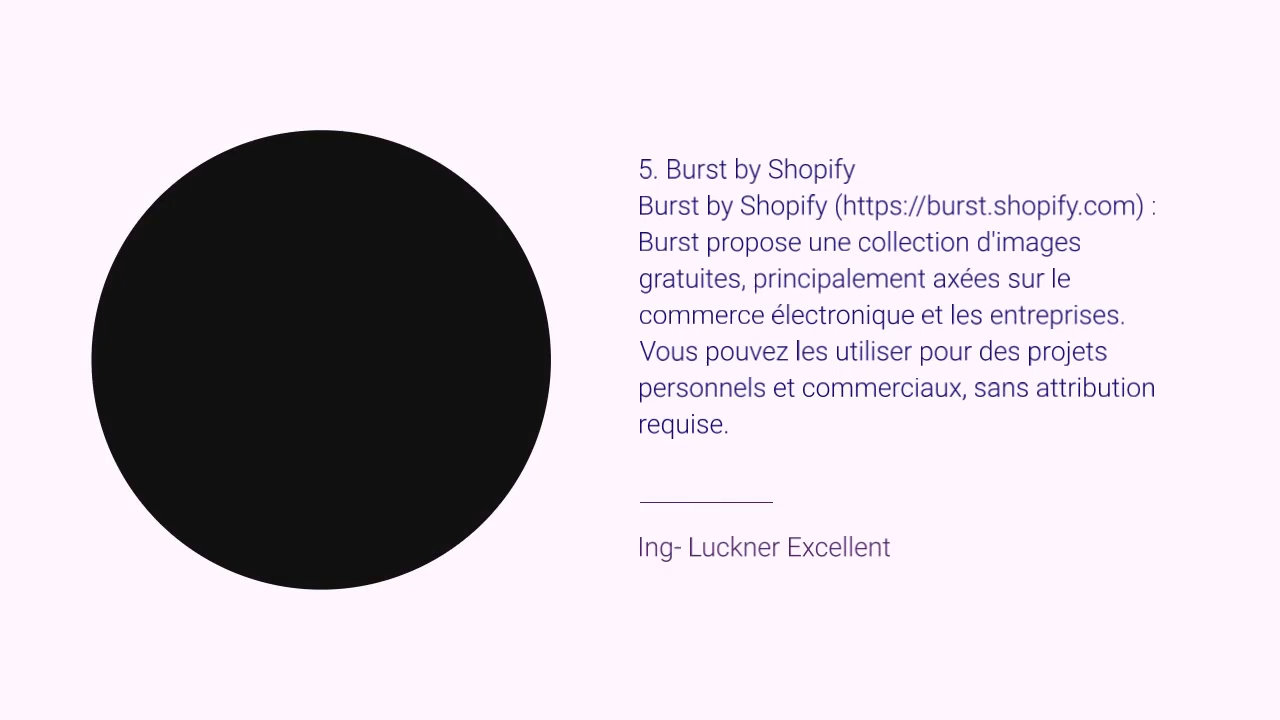 5. Burst by Shopify
Burst by Shopify (https://burst.shopify.com) :
Burst propose une collection d'images
gratuites, principalement axées sur le
commerce électronique et les entreprises.
Vous pouvez les utiliser pour des projets
personnels et commerciaux, sans attribution
requise.
Ing- Luckner Excellent